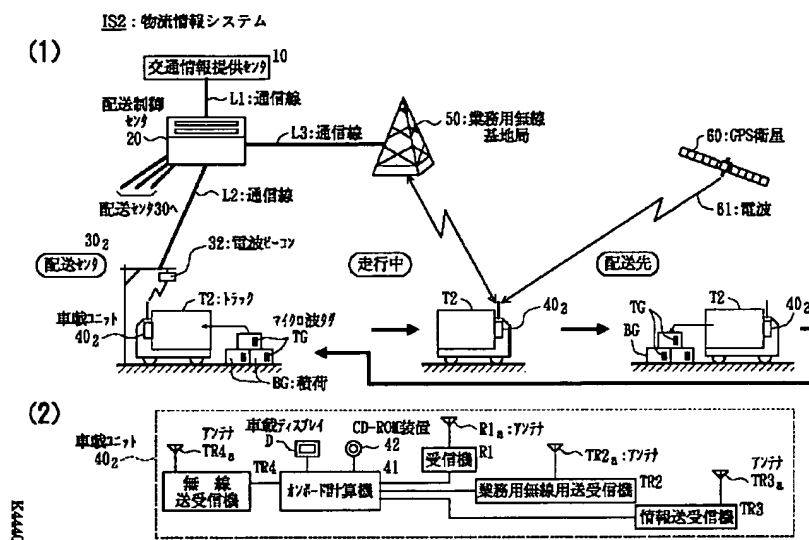 IS2：物流情報システム
(1)
交通情報提供センタ
10
L1：通信線
配送制御
センタ
20
L3：通信線
50：業務用無線
基地局
60：GPS衛星
61：電波
L2：通信線
配送センタ30へ
30₂
配送センタ
32：電波ビーコン
走行中
配送先
車載ユニット
40₂
T2：トラック
マイクロ波タグ
TG
BG：積荷
T2
40₂
TG
BG
T2
40₂
(2)
車載ユニット
40₂
アンテナ
TR4a
車載ディスプレイ
D
CD-ROM装置
42
R1a：アンテナ
受信機
R1
TR2a：アンテナ
アンテナ
TR3a
無線
送受信機
TR4
オンボード計算機
41
業務用無線用送受信機
TR2
情報送受信機
TR3